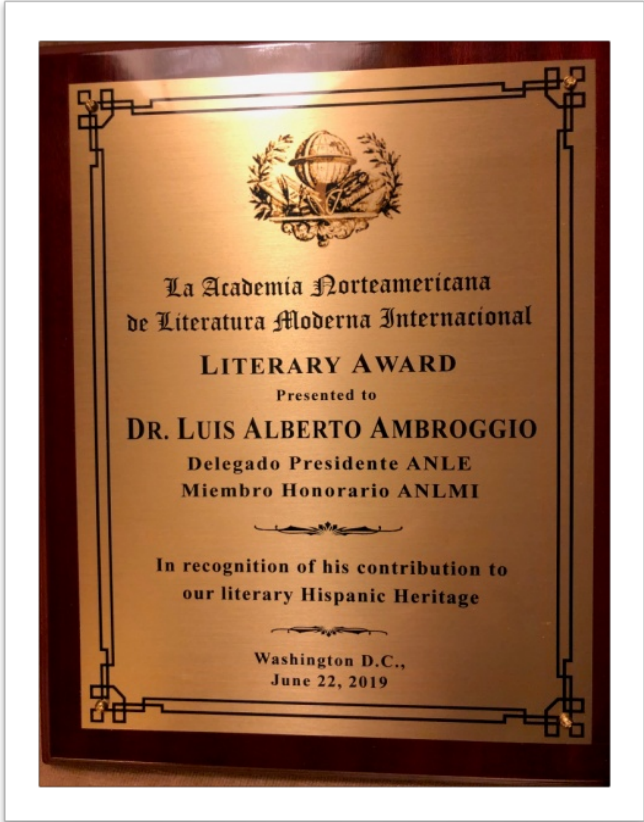 La Academia Norteamericana
de Literatura Moderna Internacional
LITERARY AWARD
Presented to
DR. LUIS ALBERTO AMBROGGIO
Delegado Presidente ANLE
Miembro Honorario ANLMI
In recognition of his contribution to
our literary Hispanic Heritage
Washington D.C.,
June 22, 2019